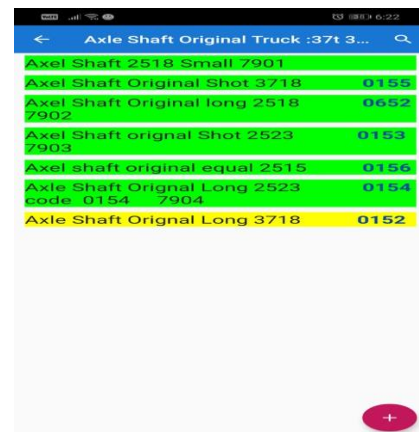 6:22
Axle Shaft Original Truck :37t 3...
Axel Shaft 2518 Small 7901
Axel Shaft Original Shot 3718 0155
Axel Shaft Original long 2518 0652
7902
Axel Shaft orignal Shot 2523 0153
7903
Axel shaft original equal 2515 0156
Axle Shaft Orignal Long 2523 0154
code 0154 7904
Axle Shaft Orignal Long 3718 0152
+